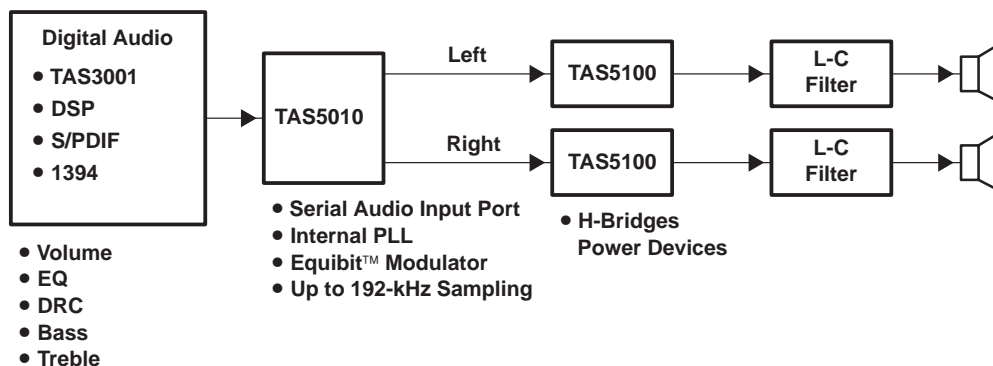 Digital Audio
• TAS3001
• DSP
• S/PDIF
• 1394
• Volume
• EQ
• DRC
• Bass
• Treble
TAS5010
• Serial Audio Input Port
• Internal PLL
• Equibit™ Modulator
• Up to 192-kHz Sampling
Left
Right
TAS5100
TAS5100
• H-Bridges
Power Devices
L-C
Filter
L-C
Filter